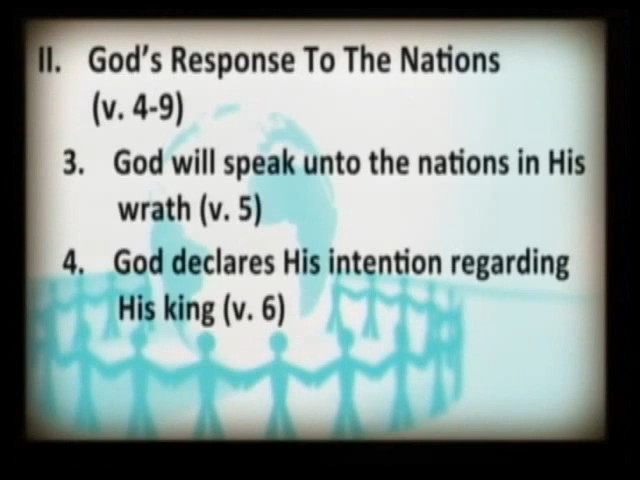 II. God's Response To The Nations
(v. 4-9)
3. God will speak unto the nations in His
wrath (v. 5)
4. God declares His intention regarding
His king (v. 6)